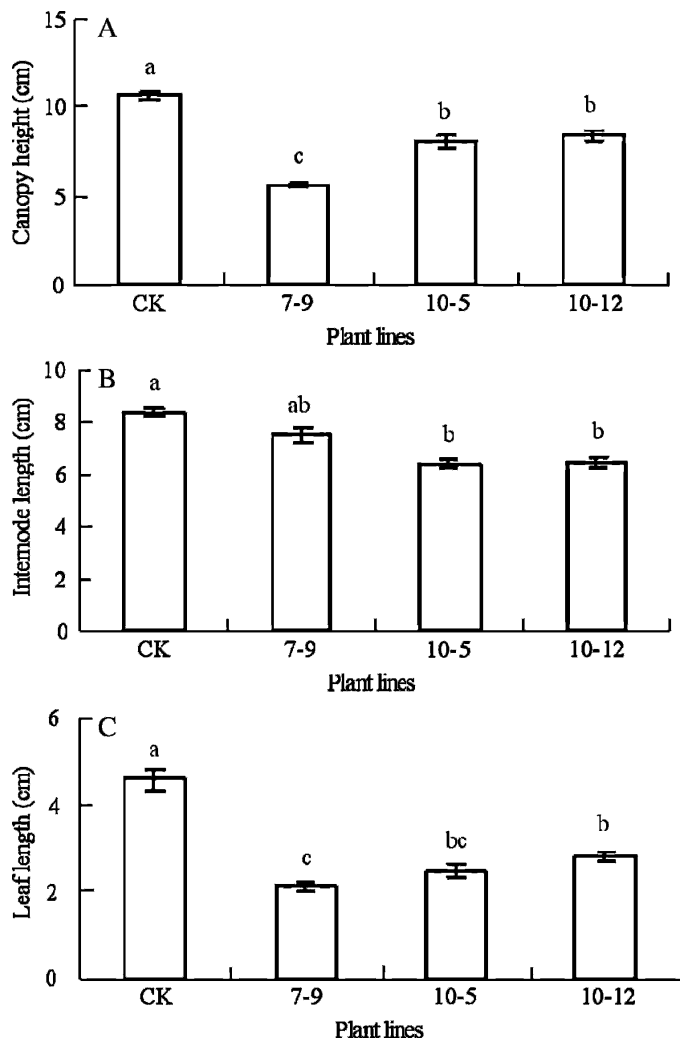 A
15
a
b
b
10
c
5
0
Canopy height (cm)
CK 7-9 10-5 10-12
Plant lines
B
10
a
ab
8
b
b
6
4
2
0
Internode length (cm)
CK 7-9 10-5 10-12
Plant lines
C
6
a
4
b
bc
c
2
0
Leaf length (cm)
CK 7-9 10-5 10-12
Plant lines